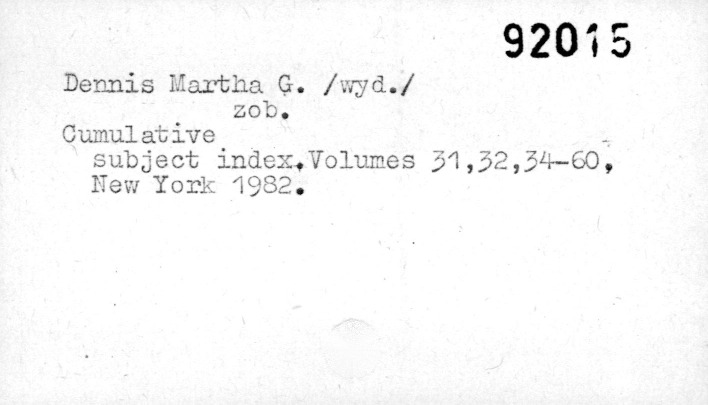 92015
Dennis Martha G. /wyd./
zob.
Cumulative
subject index.Volumes 31,32,34-60,
New York 1982.